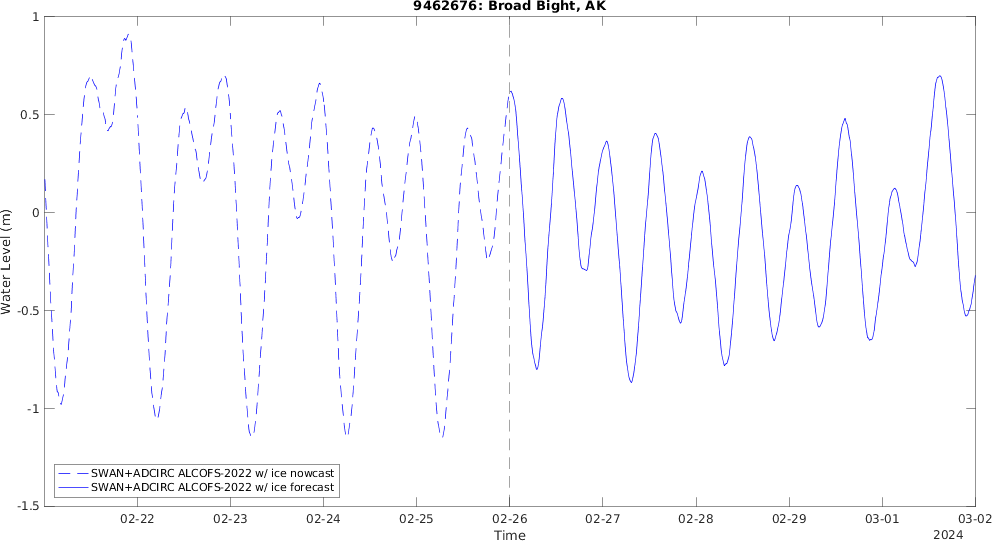 9462676: Broad Bight, AK
1
0.5
0
-0.5
-1
-1.5
Water Level (m)
SWAN+ADCIRC ALCOFS-2022 w/ ice nowcast
SWAN+ADCIRC ALCOFS-2022 w/ ice forecast
02-22 02-23 02-24 02-25 02-26 02-27 02-28 02-29 03-01 03-02
Time
2024